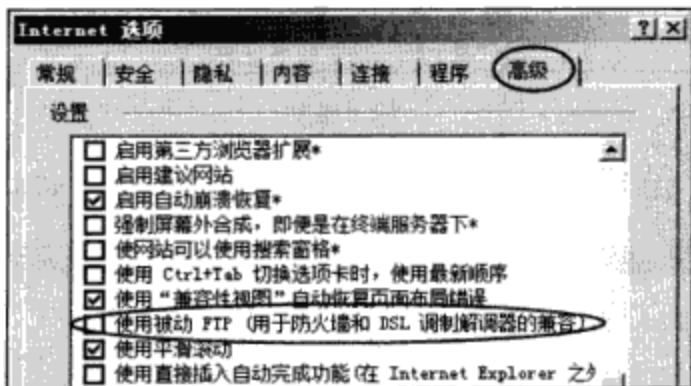 Internet 选项
常规 安全 隐私 内容 连接 程序 高级
设置
启用第三方浏览器扩展*
启用建议网站
启用自动崩溃恢复*
强制屏幕外合成，即便是在终端服务器下*
使网站可以使用搜索窗格*
使用 Ctrl+Tab 切换选项卡时，使用最新顺序
使用“兼容性视图”自动恢复页面布局错误
使用被动 FTP (用于防火墙和 DSL 调制解调器的兼容)
使用平滑滚动
使用直接插入自动完成功能(在 Internet Explorer 之外